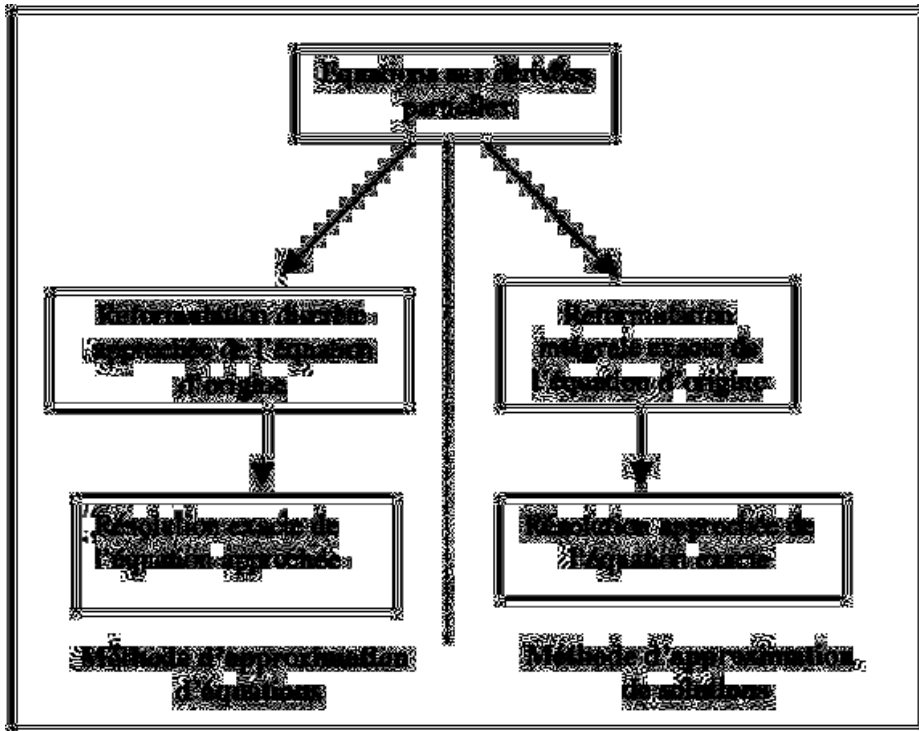 Equations aux dérivées
partielles
Reformulation discrète
approchée de l'équation
d'origine
Reformulation
intégrale exacte de
l'équation d'origine
Résolution exacte de
l'équation approchée
Résolution approchée de
l'équation exacte
Méthode d'approximation
d'équations
Méthode d'approximation
de solutions